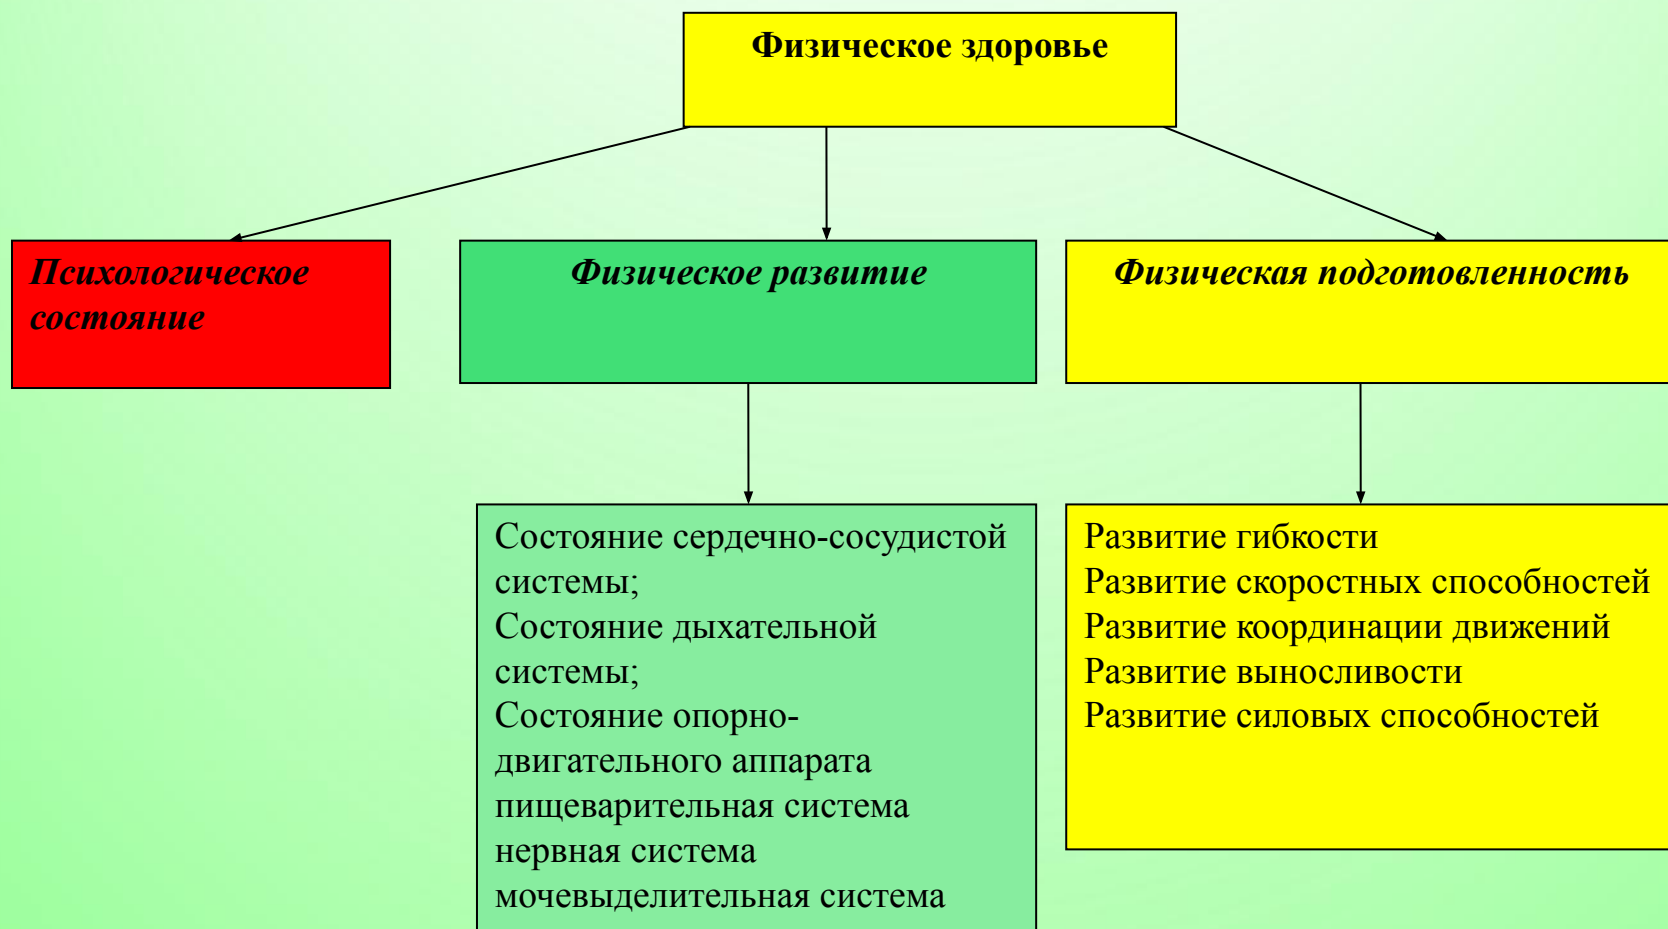 Физическое здоровье
Психологическое
состояние
Физическое развитие
Физическая подготовленность
Состояние сердечно-сосудистой
системы;
Состояние дыхательной
системы;
Состояние опорно-
двигательного аппарата
пищеварительная система
нервная система
мочевыделительная система
Развитие гибкости
Развитие скоростных способностей
Развитие координации движений
Развитие выносливости
Развитие силовых способностей